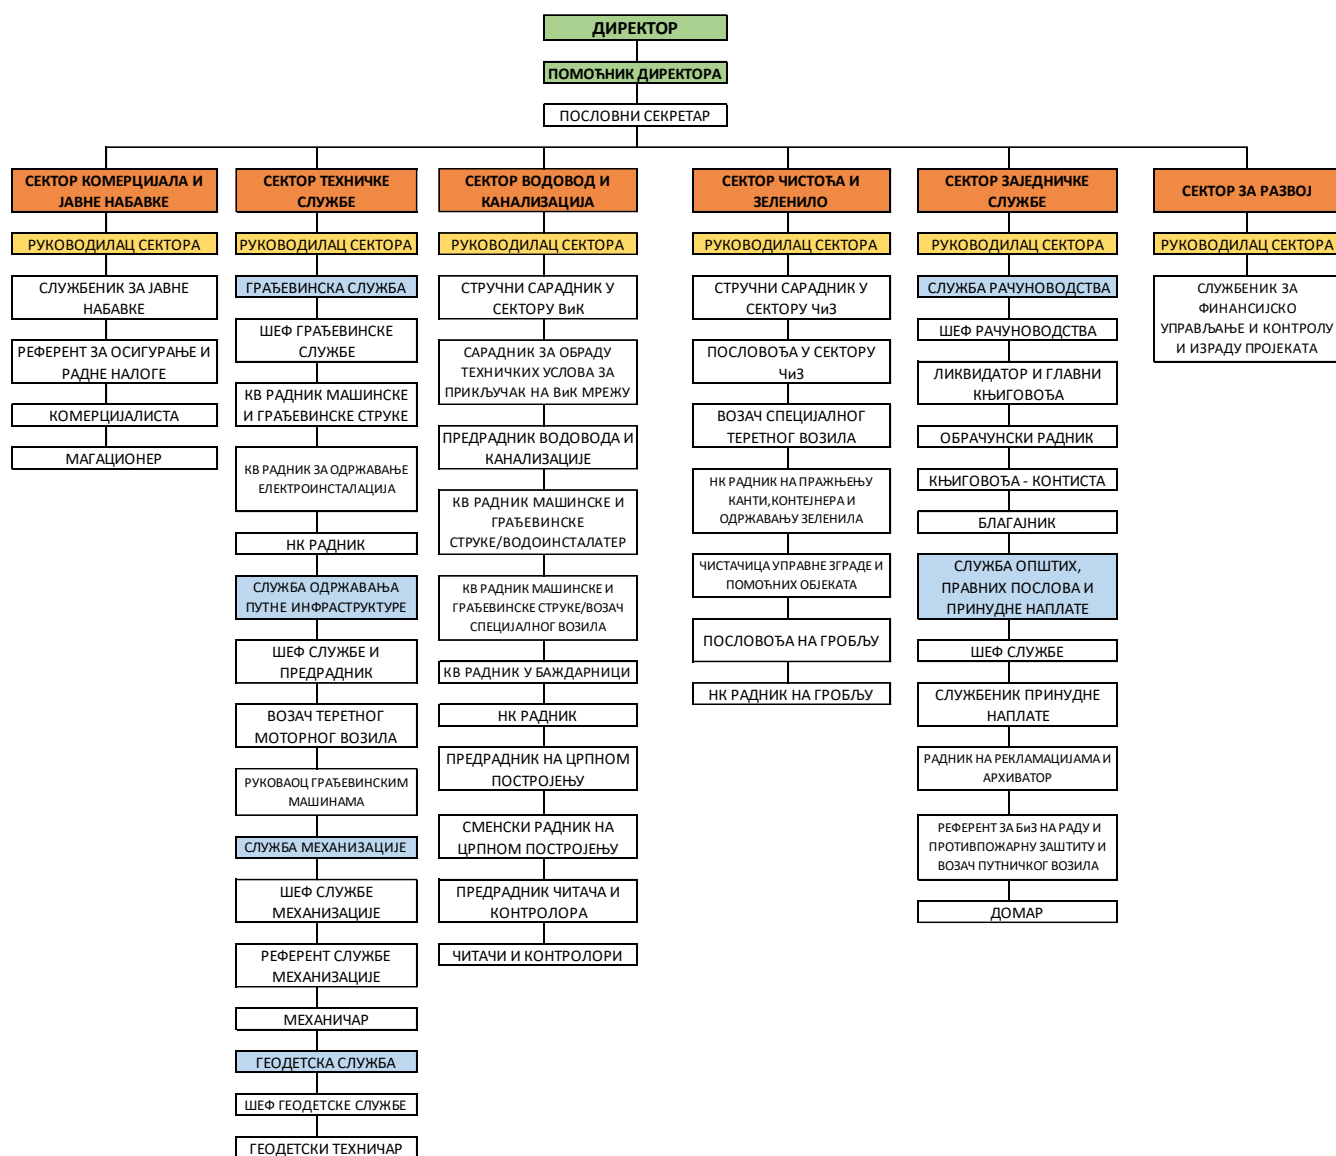 ДИРЕКТОР
ПОМОЋНИК ДИРЕКТОРА
ПОСЛОВНИ СЕКРЕТАР
СЕКТОР КОМЕРЦИЈАЛА И
ЈАВНЕ НАБАВКЕ
РУКОВОДИЛАЦ СЕКТОРА
СЛУЖБЕНИК ЗА ЈАВНЕ
НАБАВКЕ
РЕФЕРЕНТ ЗА ОСИГУРАЊЕ И
РАДНЕ НАЛОГЕ
КОМЕРЦИЈАЛИСТА
МАГАЦИОНЕР
СЕКТОР ТЕХНИЧКЕ
СЛУЖБЕ
РУКОВОДИЛАЦ СЕКТОРА
ГРАЂЕВИНСКА СЛУЖБА
ШЕФ ГРАЂЕВИНСКЕ
СЛУЖБЕ
КВ РАДНИК МАШИНСКЕ
И ГРАЂЕВИНСКЕ СТРУКЕ
КВ РАДНИК ЗА ОДРЖАВАЊЕ
ЕЛЕКТРОИНСТАЛАЦИЈА
НК РАДНИК
СЛУЖБА ОДРЖАВАЊА
ПУТНЕ ИНФРАСТРУКТУРЕ
ШЕФ СЛУЖБЕ И
ПРЕДРАДНИК
ВОЗАЧ ТЕРЕТНОГ
МОТОРНОГ ВОЗИЛА
РУКОВАОЦ ГРАЂЕВИНСКИМ
МАШИНАМА
СЛУЖБА МЕХАНИЗАЦИЈЕ
ШЕФ СЛУЖБЕ
МЕХАНИЗАЦИЈЕ
РЕФЕРЕНТ СЛУЖБЕ
МЕХАНИЗАЦИЈЕ
МЕХАНИЧАР
ГЕОДЕТСКА СЛУЖБА
ШЕФ ГЕОДЕТСКЕ СЛУЖБЕ
ГЕОДЕТСКИ ТЕХНИЧАР
СЕКТОР ВОДОВОД И
КАНАЛИЗАЦИЈА
РУКОВОДИЛАЦ СЕКТОРА
СТРУЧНИ САРАДНИК У
СЕКТОРУ ВиК
САРАДНИК ЗА ОБРАДУ
ТЕХНИЧКИХ УСЛОВА ЗА
ПРИКЉУЧАК НА ВиК МРЕЖУ
ПРЕДРАДНИК ВОДОВОДА И
КАНАЛИЗАЦИЈЕ
КВ РАДНИК МАШИНСКЕ И
ГРАЂЕВИНСКЕ
СТРУКЕ/ВОДОИНСТАЛАТЕР
КВ РАДНИК МАШИНСКЕ И
ГРАЂЕВИНСКЕ СТРУКЕ/ВОЗАЧ
СПЕЦИЈАЛНОГ ВОЗИЛА
КВ РАДНИК У БАЖДАРНИЦИ
НК РАДНИК
ПРЕДРАДНИК НА ЦРПНОМ
ПОСТРОЈЕЊУ
СМЕНСКИ РАДНИК НА
ЦРПНОМ ПОСТРОЈЕЊУ
ПРЕДРАДНИК ЧИТАЧА И
КОНТРОЛОРА
ЧИТАЧИ И КОНТРОЛОРИ
СЕКТОР ЧИСТОЋА И
ЗЕЛЕНИЛО
РУКОВОДИЛАЦ СЕКТОРА
СТРУЧНИ САРАДНИК У
СЕКТОРУ ЧиЗ
ПОСЛОВОЂА У СЕКТОРУ
ЧиЗ
ВОЗАЧ СПЕЦИЈАЛНОГ
ТЕРЕТНОГ ВОЗИЛА
НК РАДНИК НА ПРАЖЊЕЊУ
КАНТИ,КОНТЕЈНЕРА И
ОДРЖАВАЊУ ЗЕЛЕНИЛА
ЧИСТАЧИЦА УПРАВНЕ ЗГРАДЕ И
ПОМОЋНИХ ОБЈЕКАТА
ПОСЛОВОЂА НА ГРОБЉУ
НК РАДНИК НА ГРОБЉУ
СЕКТОР ЗАЈЕДНИЧКЕ
СЛУЖБЕ
РУКОВОДИЛАЦ СЕКТОРА
СЛУЖБА РАЧУНОВОДСТВА
ШЕФ РАЧУНОВОДСТВА
ЛИКВИДАТОР И ГЛАВНИ
КЊИГОВОЂА
ОБРАЧУНСКИ РАДНИК
КЊИГОВОЂА - КОНТИСТА
БЛАГАЈНИК
СЛУЖБА ОПШТИХ,
ПРАВНИХ ПОСЛОВА И
ПРИНУДНЕ НАПЛАТЕ
ШЕФ СЛУЖБЕ
СЛУЖБЕНИК ПРИНУДНЕ
НАПЛАТЕ
РАДНИК НА РЕКЛАМАЦИЈАМА И
АРХИВАТОР
РЕФЕРЕНТ ЗА БиЗ НА РАДУ И
ПРОТИВПОЖАРНУ ЗАШТИТУ И
ВОЗАЧ ПУТНИЧКОГ ВОЗИЛА
ДОМАР
СЕКТОР ЗА РАЗВОЈ
РУКОВОДИЛАЦ СЕКТОРА
СЛУЖБЕНИК ЗА
ФИНАНСИЈСКО
УПРАВЉАЊЕ И КОНТРОЛУ
И ИЗРАДУ ПРОЈЕКАТА